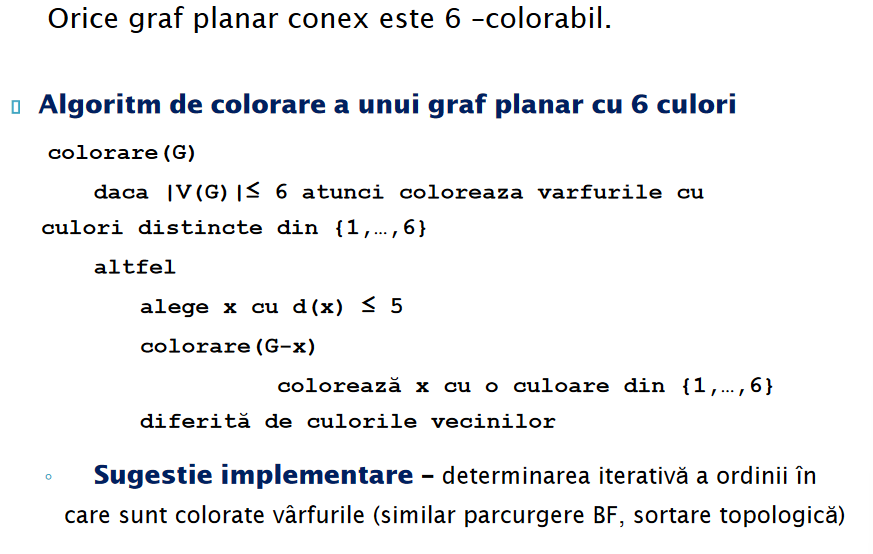 Orice graf planar conex este 6 –colorabil.
Algoritm de colorare a unui graf planar cu 6 culori
colorare(G)
daca |V(G)|≤ 6 atunci coloreaza varfurile cu
culori distincte din {1,…,6}
altfel
alege x cu d(x) ≤ 5
colorare(G-x)
colorează x cu o culoare din {1,…,6}
diferită de culorile vecinilor
Sugestie implementare – determinarea iterativă a ordinii în
care sunt colorate vârfurile (similar parcurgere BF, sortare topologică)